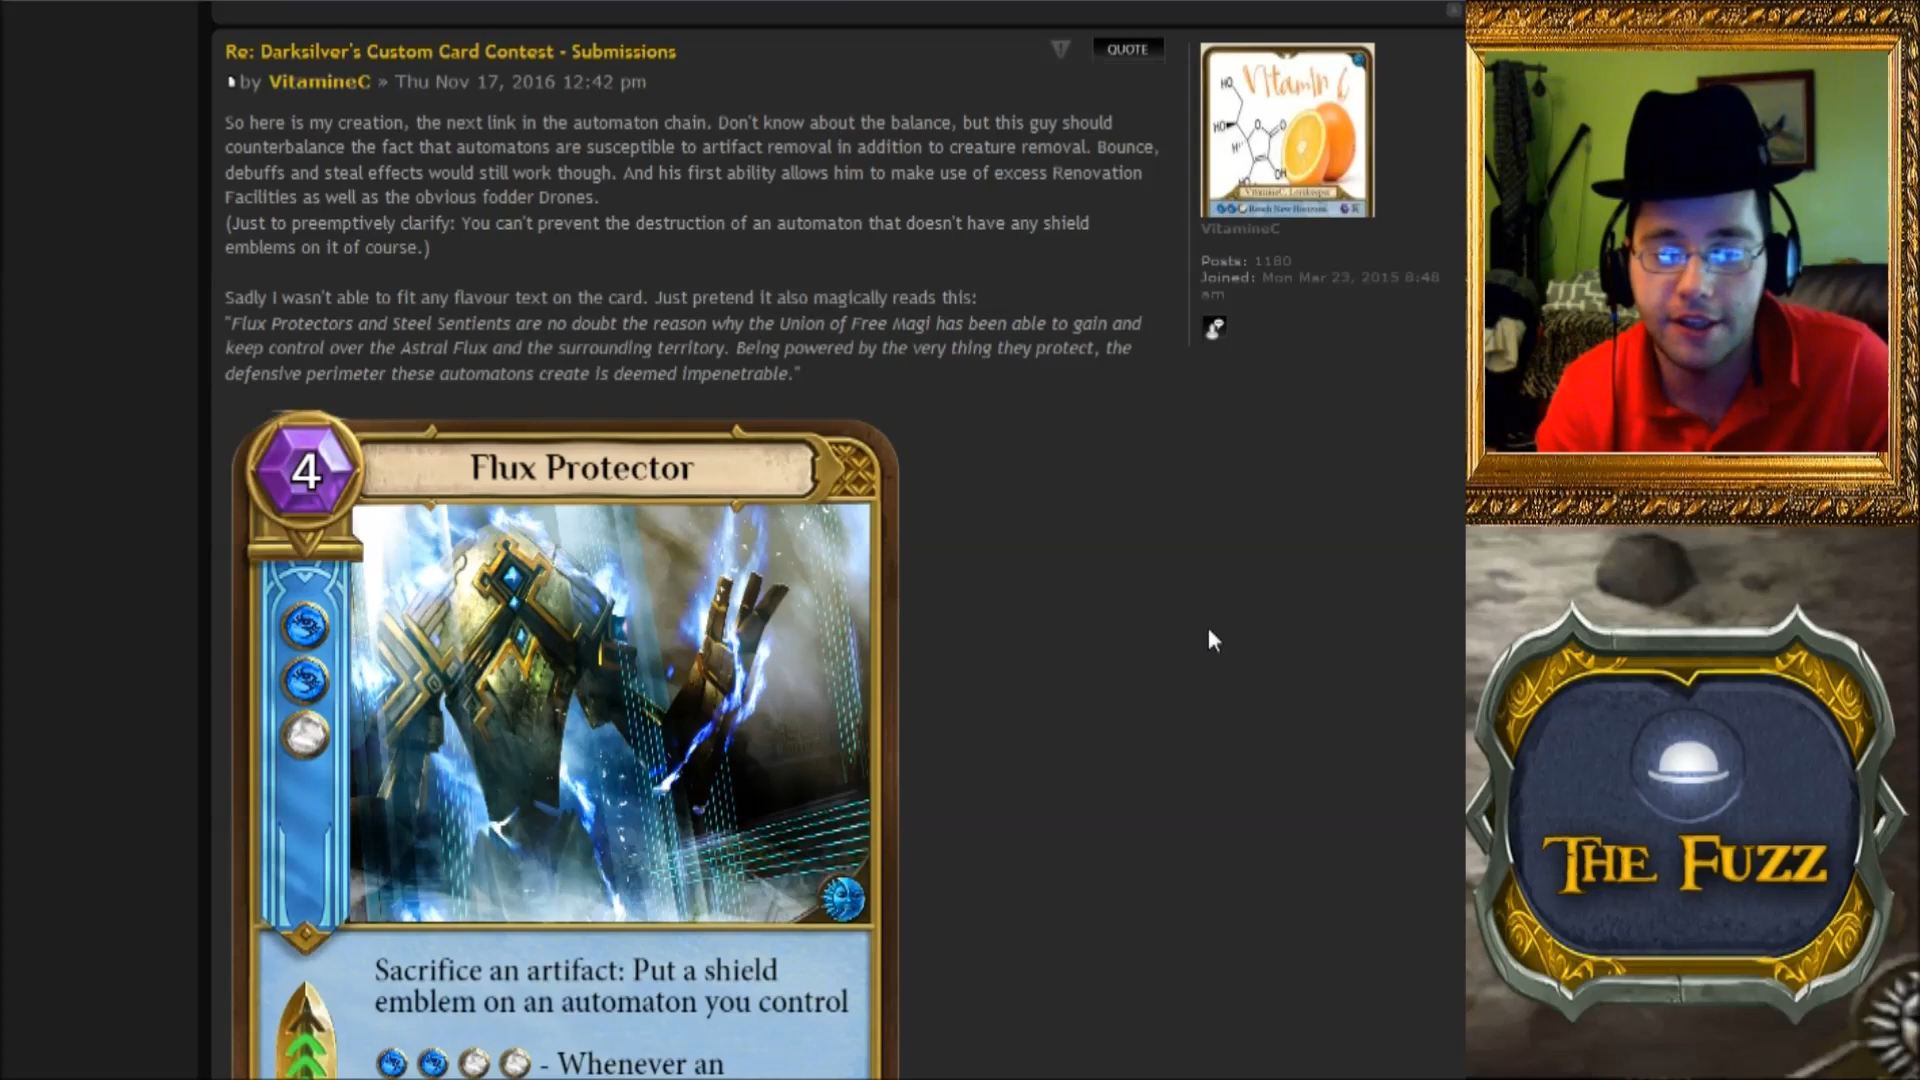 Re: Darksilver's Custom Card Contest - Submissions
QUOTE
by VitamineC » Thu Nov 17, 2016 12:42 pm
So here is my creation, the next link in the automaton chain. Don't know about the balance, but this guy should
counterbalance the fact that automatons are susceptible to artifact removal in addition to creature removal. Bounce,
debuffs and steal effects would still work though. And his first ability allows him to make use of excess Renovation
Facilities as well as the obvious fodder Drones.
(Just to preemptively clarify: You can't prevent the destruction of an automaton that doesn't have any shield
emblems on it of course.)
Sadly I wasn't able to fit any flavour text on the card. Just pretend it also magically reads this:
"Flux Protectors and Steel Sentients are no doubt the reason why the Union of Free Magi has been able to gain and
keep control over the Astral Flux and the surrounding territory. Being powered by the very thing they protect, the
defensive perimeter these automatons create is deemed impenetrable."
4
Flux Protector
Sacrifice an artifact: Put a shield
emblem on an automaton you control
- Whenever an
Vitamin C
HO
HO
H
OH
HO
VitamineC, Lorekeeper
Reach New Horizons
VitamineC
Posts: 1180
Joined: Mon Mar 23, 2015 8:48
am
THE FUZZ